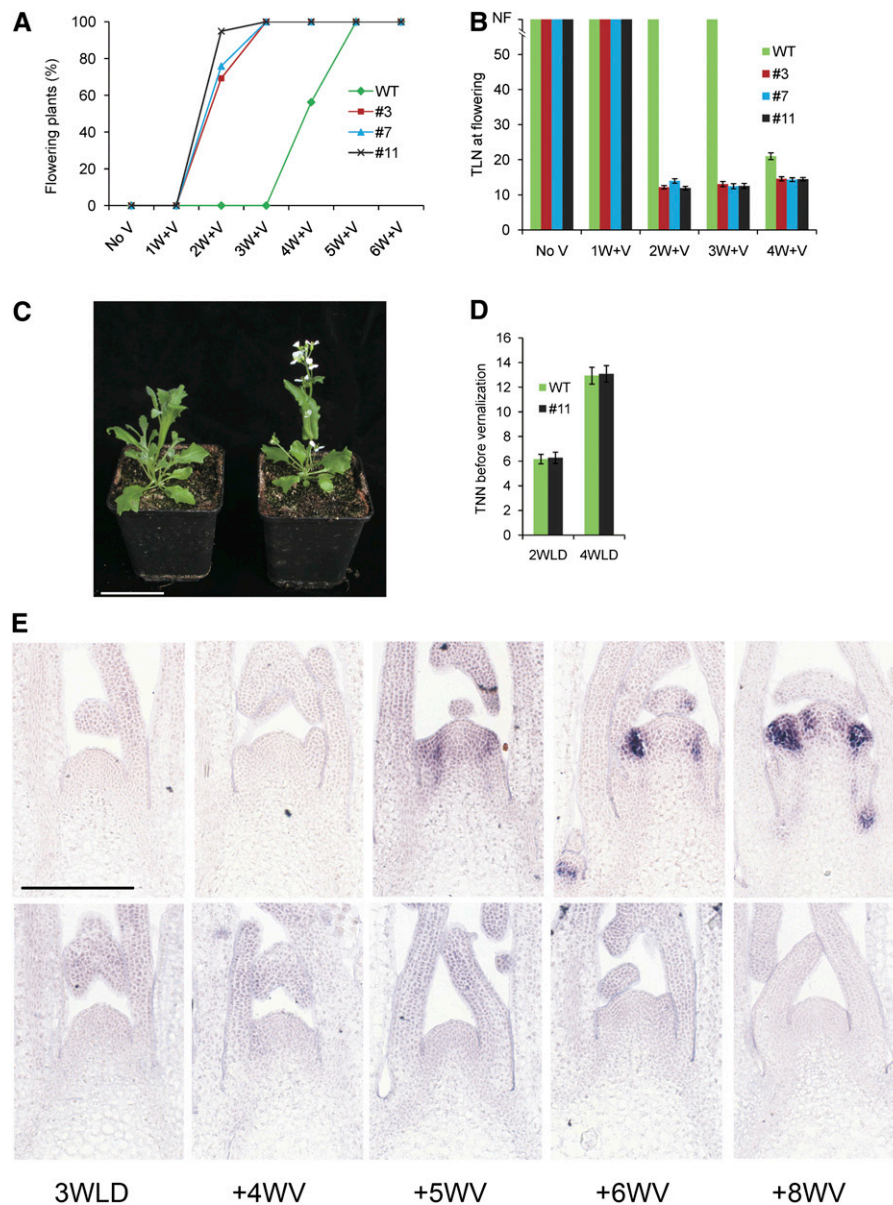 A
Flowering plants (%)
100
80
60
40
20
0
No V
1W+V
2W+V
3W+V
4W+V
5W+V
6W+V
WT
#3
#7
#11
B
TLN at flowering
NF
50
40
30
20
10
0
No V
1W+V
2W+V
3W+V
4W+V
WT
#3
#7
#11
C
D
TNN before vernalization
16
14
12
10
8
6
4
2
0
2WLD
4WLD
WT
#11
E
3WLD
+4WV
+5WV
+6WV
+8WV